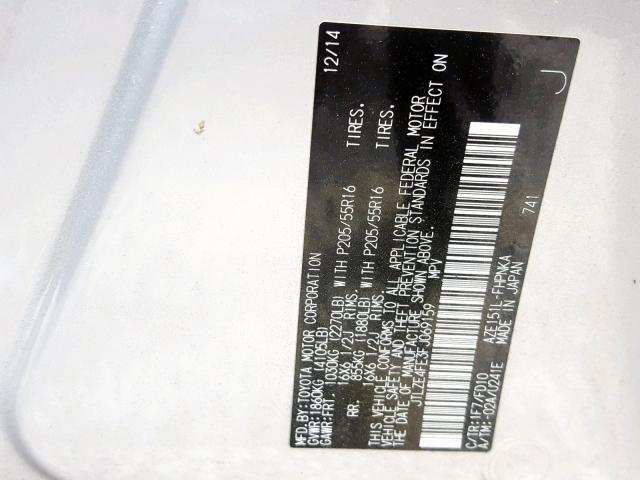 MFD.BY:TOYOTA MOTOR CORPORATION 12/14
GVWR:1860KG (4105LB)
GAWR:FRT. 1030KG (2270LB) WITH P205/55R16 TIRES.
16X6 1/2J RIMS.
RR. 855KG (1880LB) WITH P205/55R16 TIRES.
16X6 1/2J RIMS.
THIS VEHICLE CONFORMS TO ALL APPLICABLE FEDERAL MOTOR
VEHICLE SAFETY AND THEFT PREVENTION STANDARDS IN EFFECT ON
THE DATE OF MANUFACTURE SHOWN ABOVE.
JTLZE4FE3FJ069159 MPV
C/TR:1F7/FD10 AZE151L-FHPNKA 741
A/TM:-02A/U241E MADE IN JAPAN
J